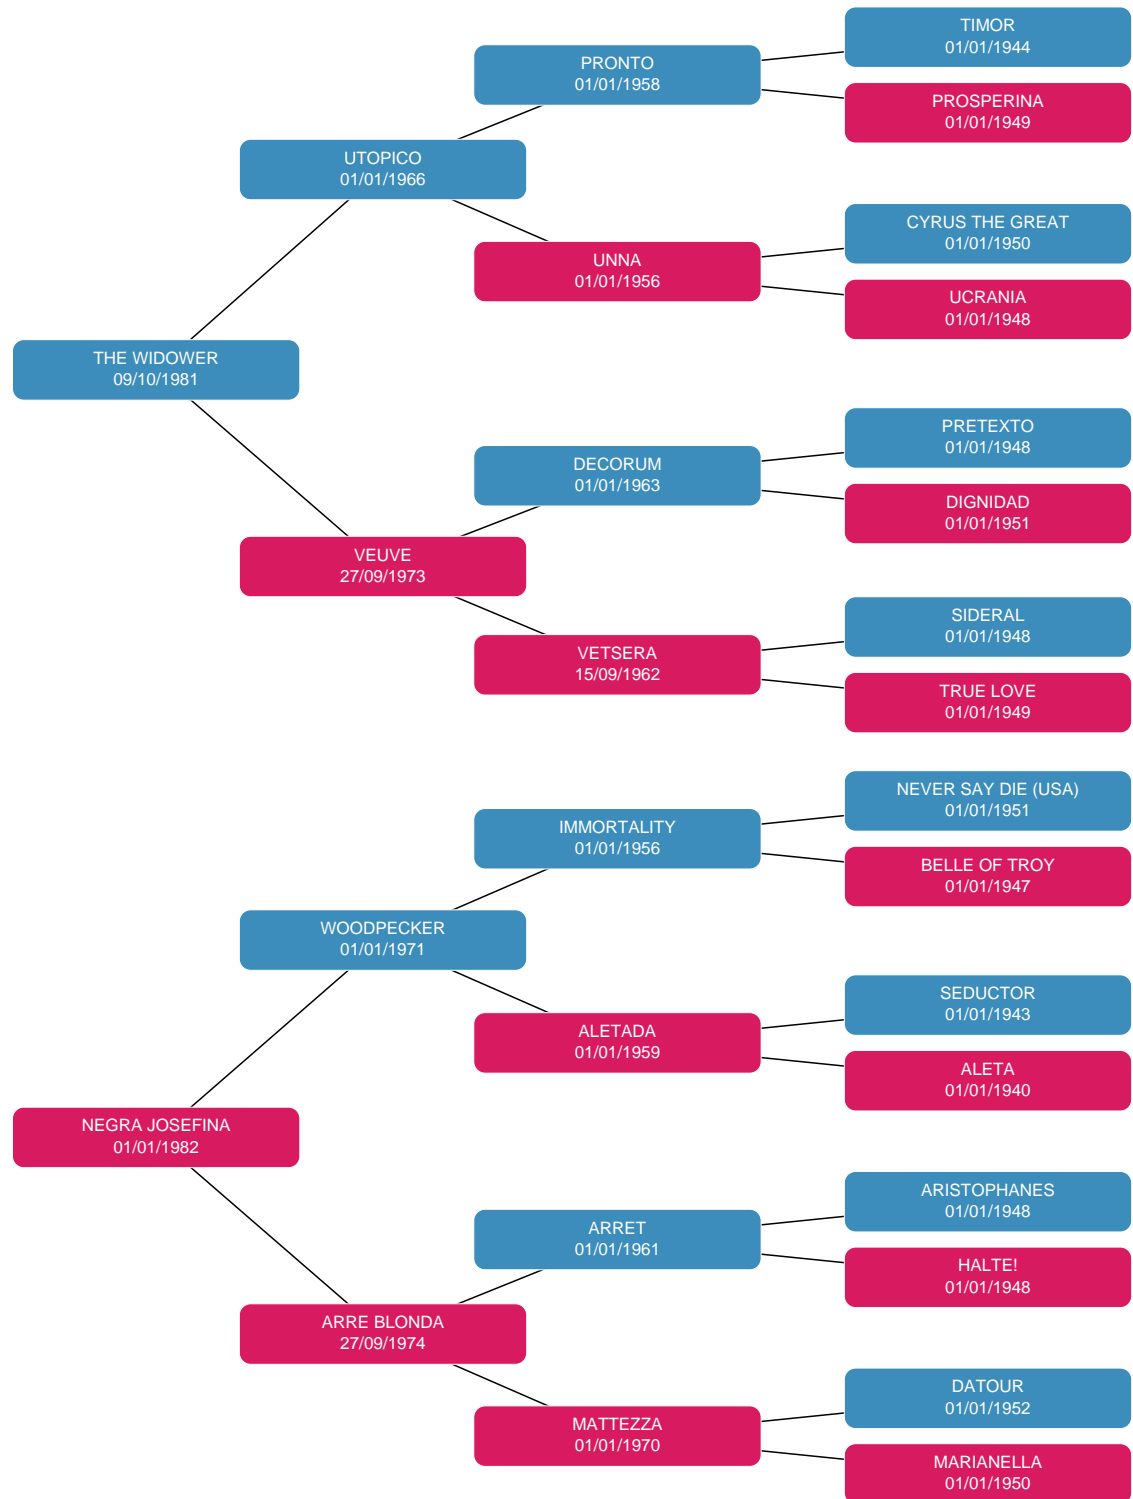 TIMOR
01/01/1944
PRONTO
01/01/1958
PROSPERINA
01/01/1949
UTOPICO
01/01/1966
CYRUS THE GREAT
01/01/1950
UNNA
01/01/1956
UCRANIA
01/01/1948
THE WIDOWER
09/10/1981
PRETEXTO
01/01/1948
DECORUM
01/01/1963
DIGNIDAD
01/01/1951
VEUVE
27/09/1973
SIDERAL
01/01/1948
VETSERA
15/09/1962
TRUE LOVE
01/01/1949
NEVER SAY DIE (USA)
01/01/1951
IMMORTALITY
01/01/1956
BELLE OF TROY
01/01/1947
WOODPECKER
01/01/1971
SEDUCTOR
01/01/1943
ALETADA
01/01/1959
ALETA
01/01/1940
NEGRA JOSEFINA
01/01/1982
ARISTOPHANES
01/01/1948
ARRET
01/01/1961
HALTE!
01/01/1948
ARRE BLONDA
27/09/1974
DATOUR
01/01/1952
MATTEZZA
01/01/1970
MARIANELLA
01/01/1950